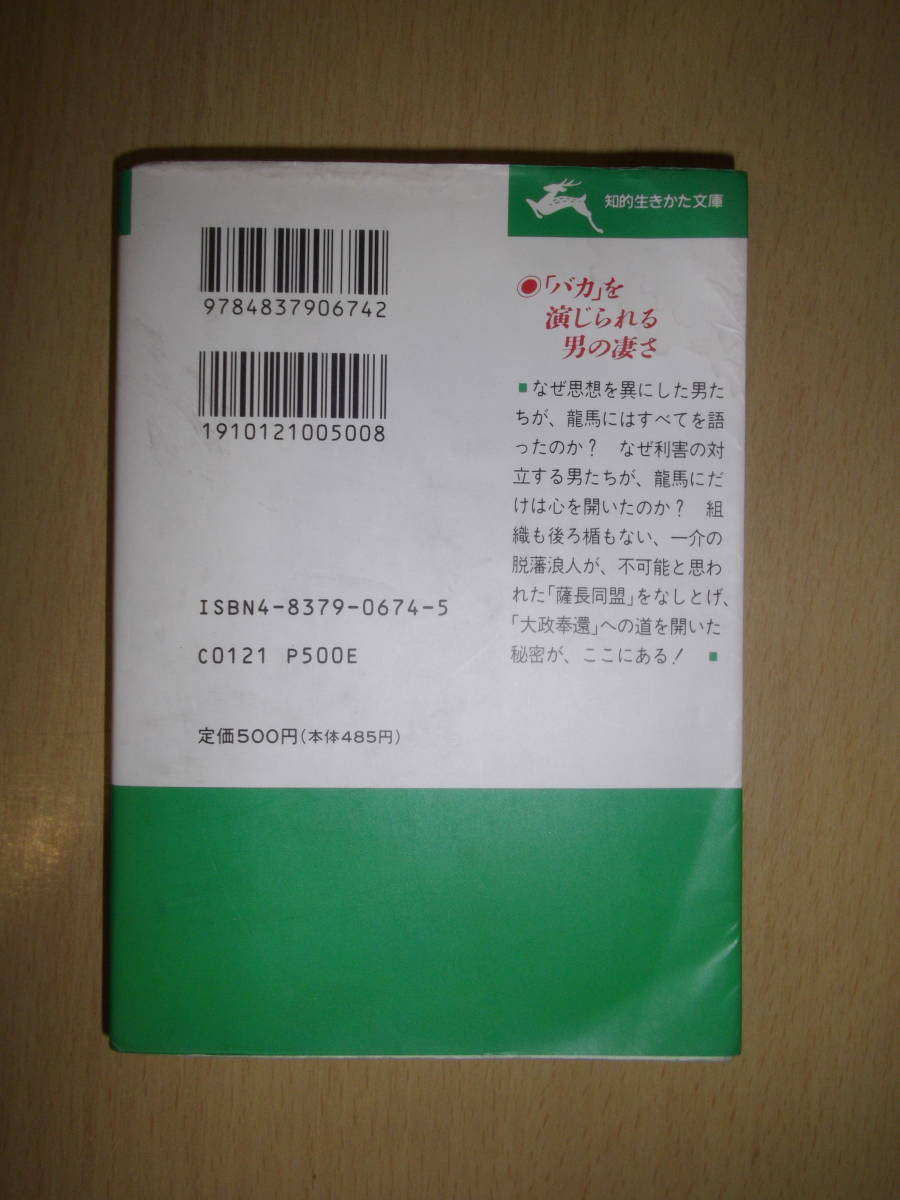 知的生きかた文庫
9784837906742
1910121005008
ISBN4-8379-0674-5
C0121 P500E
定価500円(本体485円)
「バカ」を
演じられる
男の凄さ
なぜ思想を異にした男た
ちが、龍馬にはすべてを語
ったのか? なぜ利害の対
立する男たちが、龍馬にだ
けは心を開いたのか? 組
織も後ろ楯もない、一介の
脱藩浪人が、不可能と思わ
れた「薩長同盟」をなしとげ、
「大政奉還」への道を開いた
秘密が、ここにある!